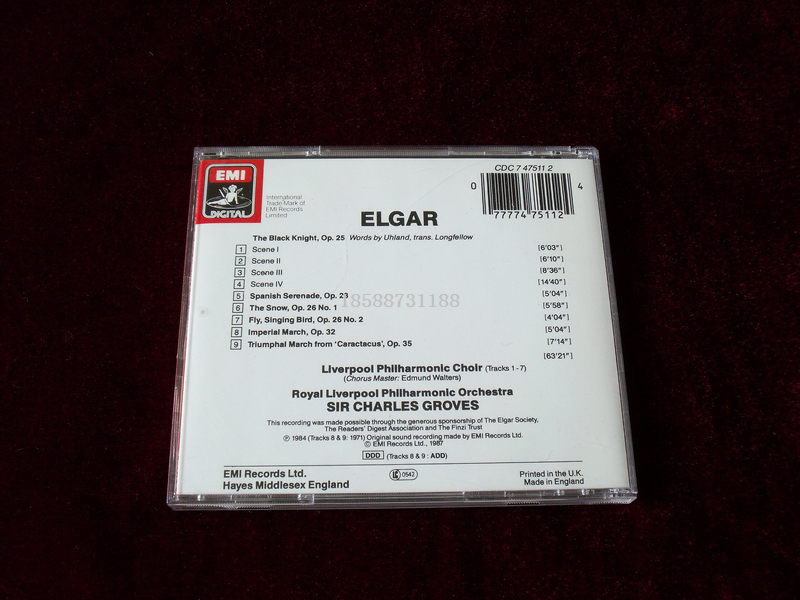 CDC 7 47511 2
0
4
77774 75112
EMI
DIGITAL
International
Trade Mark of
EMI Records
Limited
ELGAR
The Black Knight, Op. 25 Words by Uhland, trans. Longfellow
1 Scene I [6'03"]
2 Scene II [6'10"]
3 Scene III [8'36"]
4 Scene IV [14'40"]
5 Spanish Serenade, Op. 23 [5'04"]
6 The Snow, Op. 26 No. 1 [5'58"]
7 Fly, Singing Bird, Op. 26 No. 2 [4'04"]
8 Imperial March, Op. 32 [5'04"]
9 Triumphal March from 'Caractacus', Op. 35 [7'14"]
[63'21"]
18588731188
Liverpool Philharmonic Choir (Tracks 1-7)
(Chorus Master: Edmund Walters)
Royal Liverpool Philharmonic Orchestra
SIR CHARLES GROVES
This recording was made possible through the generous sponsorship of The Elgar Society,
The Readers' Digest Association and The Finzi Trust
℗ 1984 (Tracks 8 & 9: 1971) Original sound recording made by EMI Records Ltd.
© EMI Records Ltd., 1987
DDD (Tracks 8 & 9 : ADD)
EMI Records Ltd.
Hayes Middlesex England
LC 0542
Printed in the U.K.
Made in England